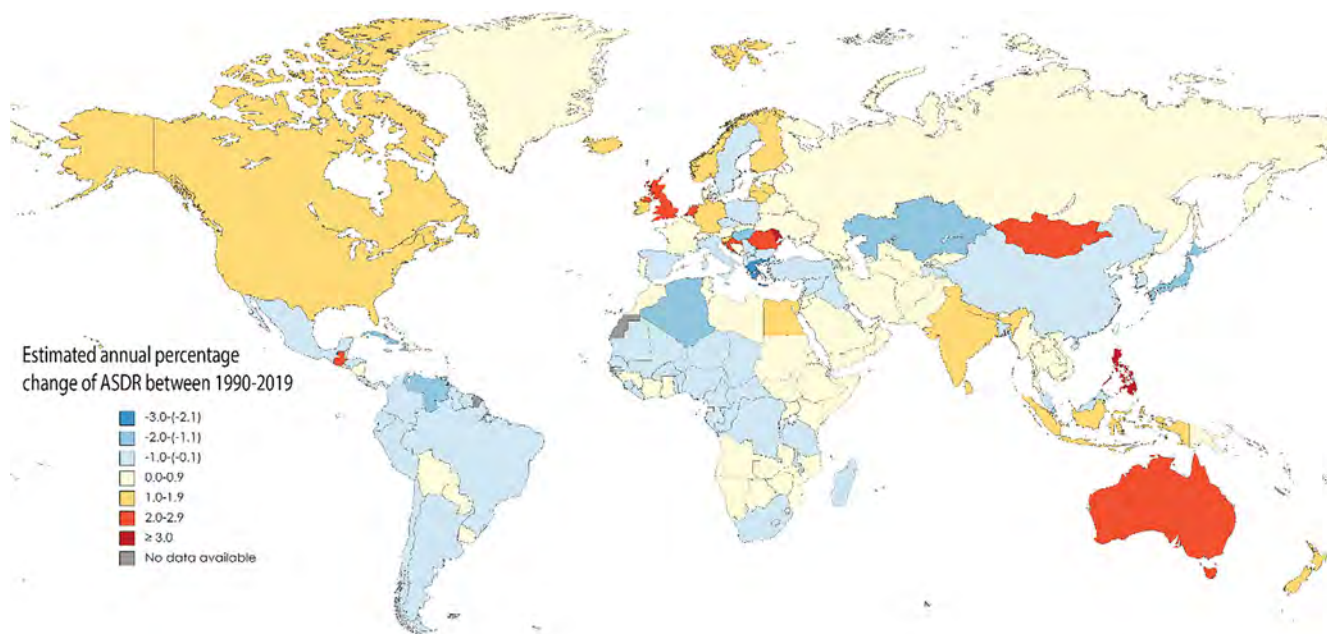 Estimated annual percentage
change of ASDR between 1990-2019
-3.0-(-2.1)
-2.0-(-1.1)
-1.0-(-0.1)
0.0-0.9
1.0-1.9
2.0-2.9
≥ 3.0
No data available